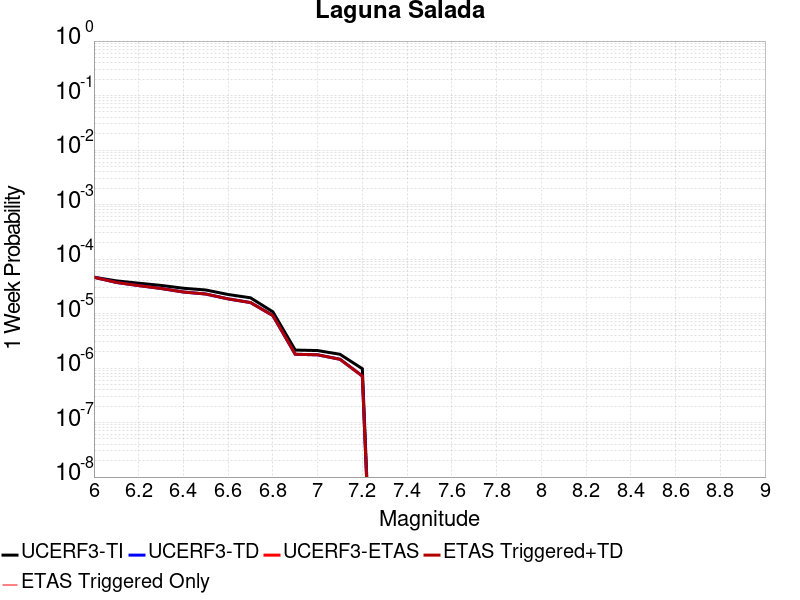 Laguna Salada
1 Week Probability
10^0
10^-1
10^-2
10^-3
10^-4
10^-5
10^-6
10^-7
10^-8
6 6.2 6.4 6.6 6.8 7 7.2 7.4 7.6 7.8 8 8.2 8.4 8.6 8.8 9
Magnitude
UCERF3-TI UCERF3-TD UCERF3-ETAS ETAS Triggered+TD
ETAS Triggered Only